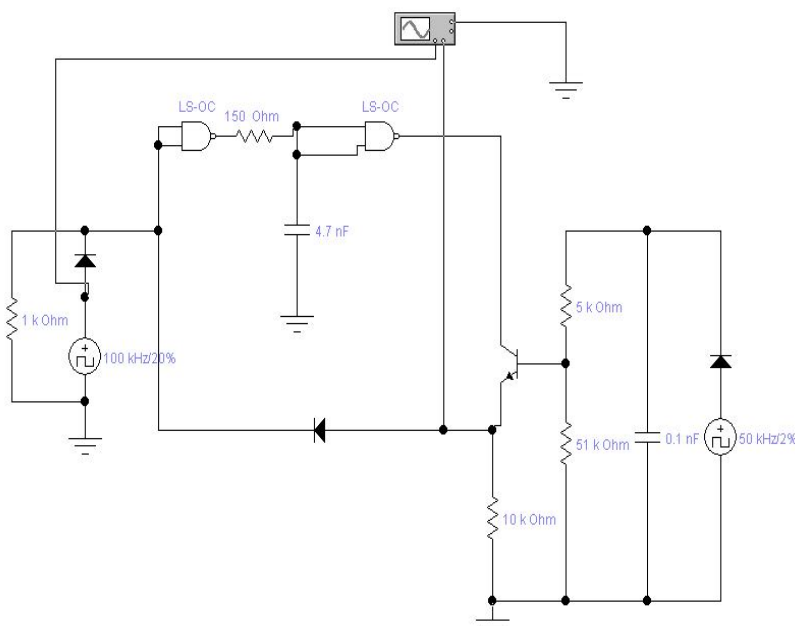 LS-OC
150 Ohm
LS-OC
4.7 nF
1 k Ohm
100 kHz/20%
5 k Ohm
51 k Ohm
0.1 nF
50 kHz/2%
10 k Ohm